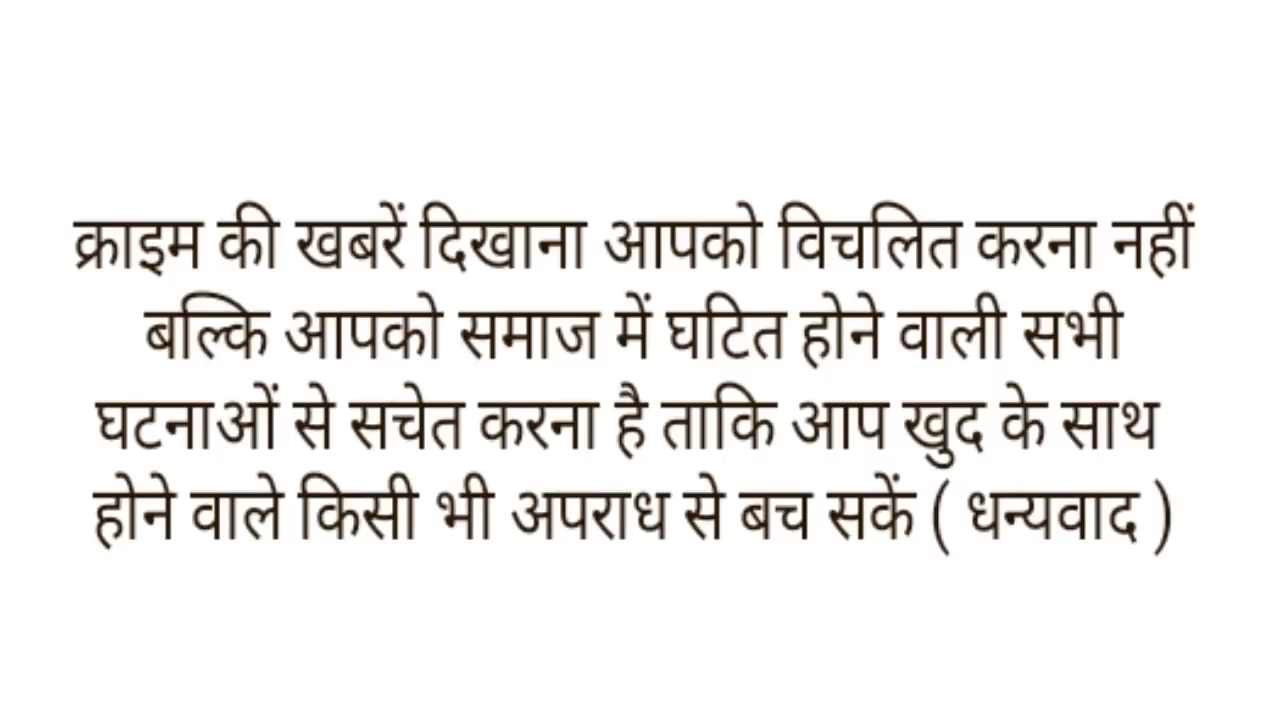 क्राइम की खबरें दिखाना आपको विचलित करना नहीं
बल्कि आपको समाज में घटित होने वाली सभी
घटनाओं से सचेत करना है ताकि आप खुद के साथ
होने वाले किसी भी अपराध से बच सकें ( धन्यवाद )